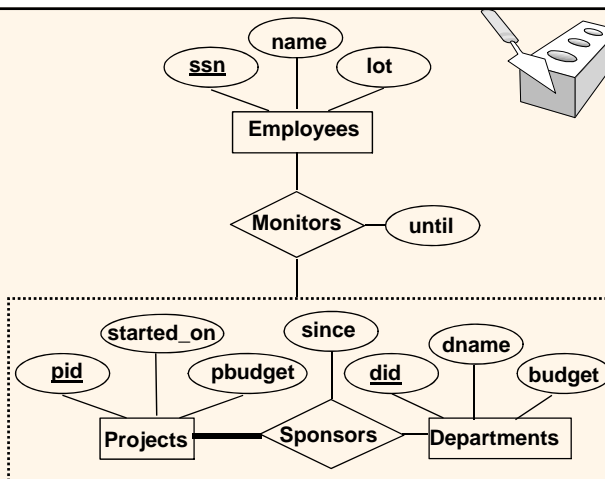 name
ssn
lot
Employees
Monitors
until
started_on
since
dname
pid
pbudget
did
budget
Projects
Sponsors
Departments